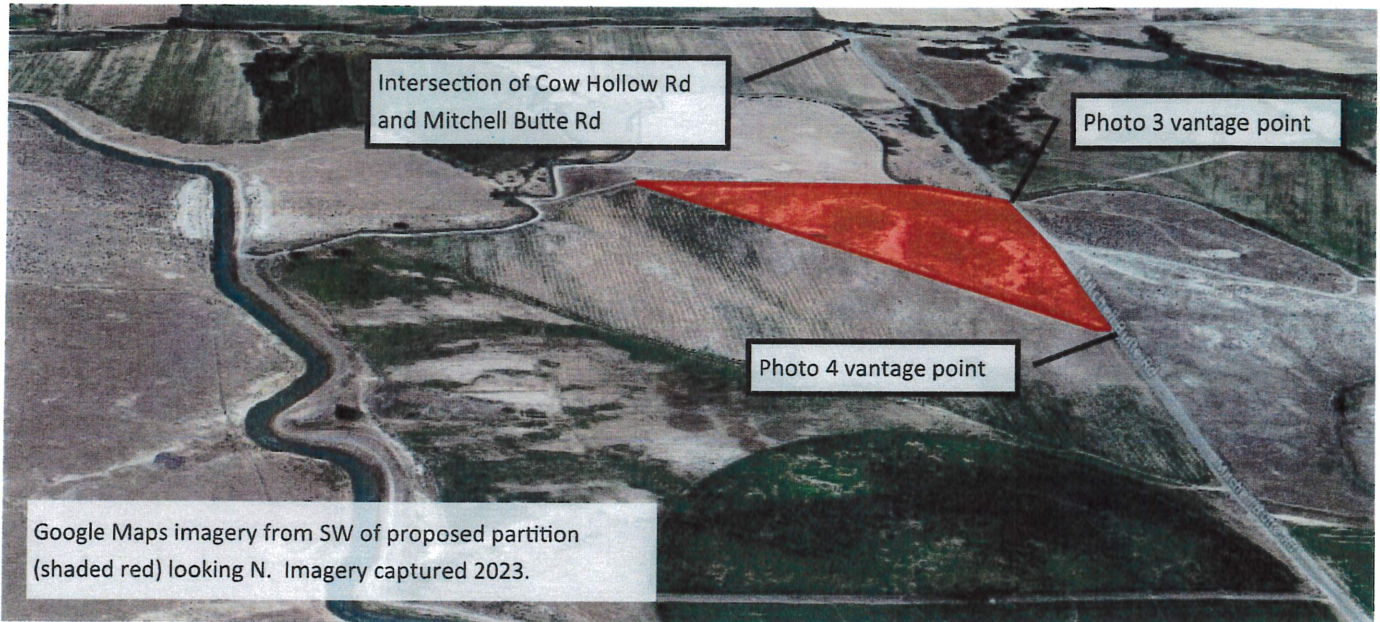 Intersection of Cow Hollow Rd
and Mitchell Butte Rd
Photo 3 vantage point
Photo 4 vantage point
Google Maps imagery from SW of proposed partition
(shaded red) looking N.  Imagery captured 2023.